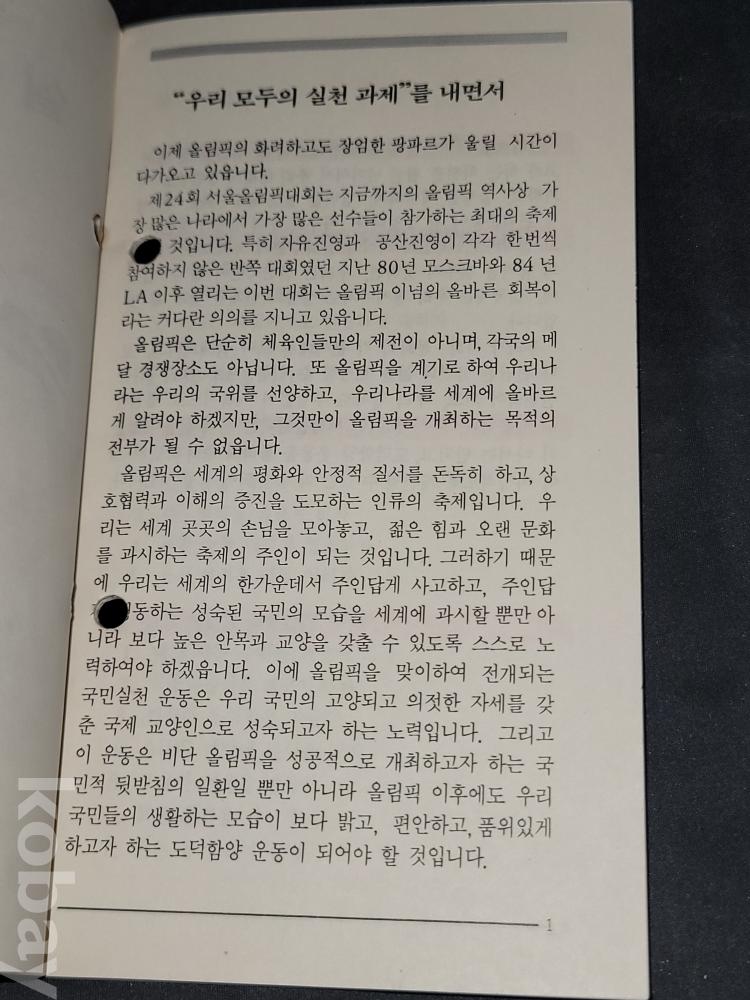 “우리 모두의 실천 과제”를 내면서
이제 올림픽의 화려하고도 장엄한 팡파르가 울릴 시간이
다가오고 있읍니다.
제24회 서울올림픽대회는 지금까지의 올림픽 역사상 가
장 많은 나라에서 가장 많은 선수들이 참가하는 최대의 축제
것입니다. 특히 자유진영과 공산진영이 각각 한번씩
참여하지 않은 반쪽 대회였던 지난 80년 모스크바와 84년
LA 이후 열리는 이번 대회는 올림픽 이념의 올바른 회복이
라는 커다란 의의를 지니고 있읍니다.
올림픽은 단순히 체육인들만의 제전이 아니며, 각국의 메
달 경쟁장소도 아닙니다. 또 올림픽을 계기로 하여 우리나
라는 우리의 국위를 선양하고, 우리나라를 세계에 올바르
게 알려야 하겠지만, 그것만이 올림픽을 개최하는 목적의
전부가 될 수 없읍니다.
올림픽은 세계의 평화와 안정적 질서를 돈독히 하고, 상
호협력과 이해의 증진을 도모하는 인류의 축제입니다. 우
리는 세계 곳곳의 손님을 모아놓고, 젊은 힘과 오랜 문화
를 과시하는 축제의 주인이 되는 것입니다. 그러하기 때문
에 우리는 세계의 한가운데서 주인답게 사고하고, 주인답
동하는 성숙된 국민의 모습을 세계에 과시할 뿐만 아
니라 보다 높은 안목과 교양을 갖출 수 있도록 스스로 노
력하여야 하겠읍니다. 이에 올림픽을 맞이하여 전개되는
국민실천 운동은 우리 국민의 고양되고 의젓한 자세를 갖
춘 국제 교양인으로 성숙되고자 하는 노력입니다. 그리고
이 운동은 비단 올림픽을 성공적으로 개최하고자 하는 국
민적 뒷받침의 일환일 뿐만 아니라 올림픽 이후에도 우리
국민들의 생활하는 모습이 보다 밝고, 편안하고, 품위있게
하고자 하는 도덕함양 운동이 되어야 할 것입니다.
1
kobay